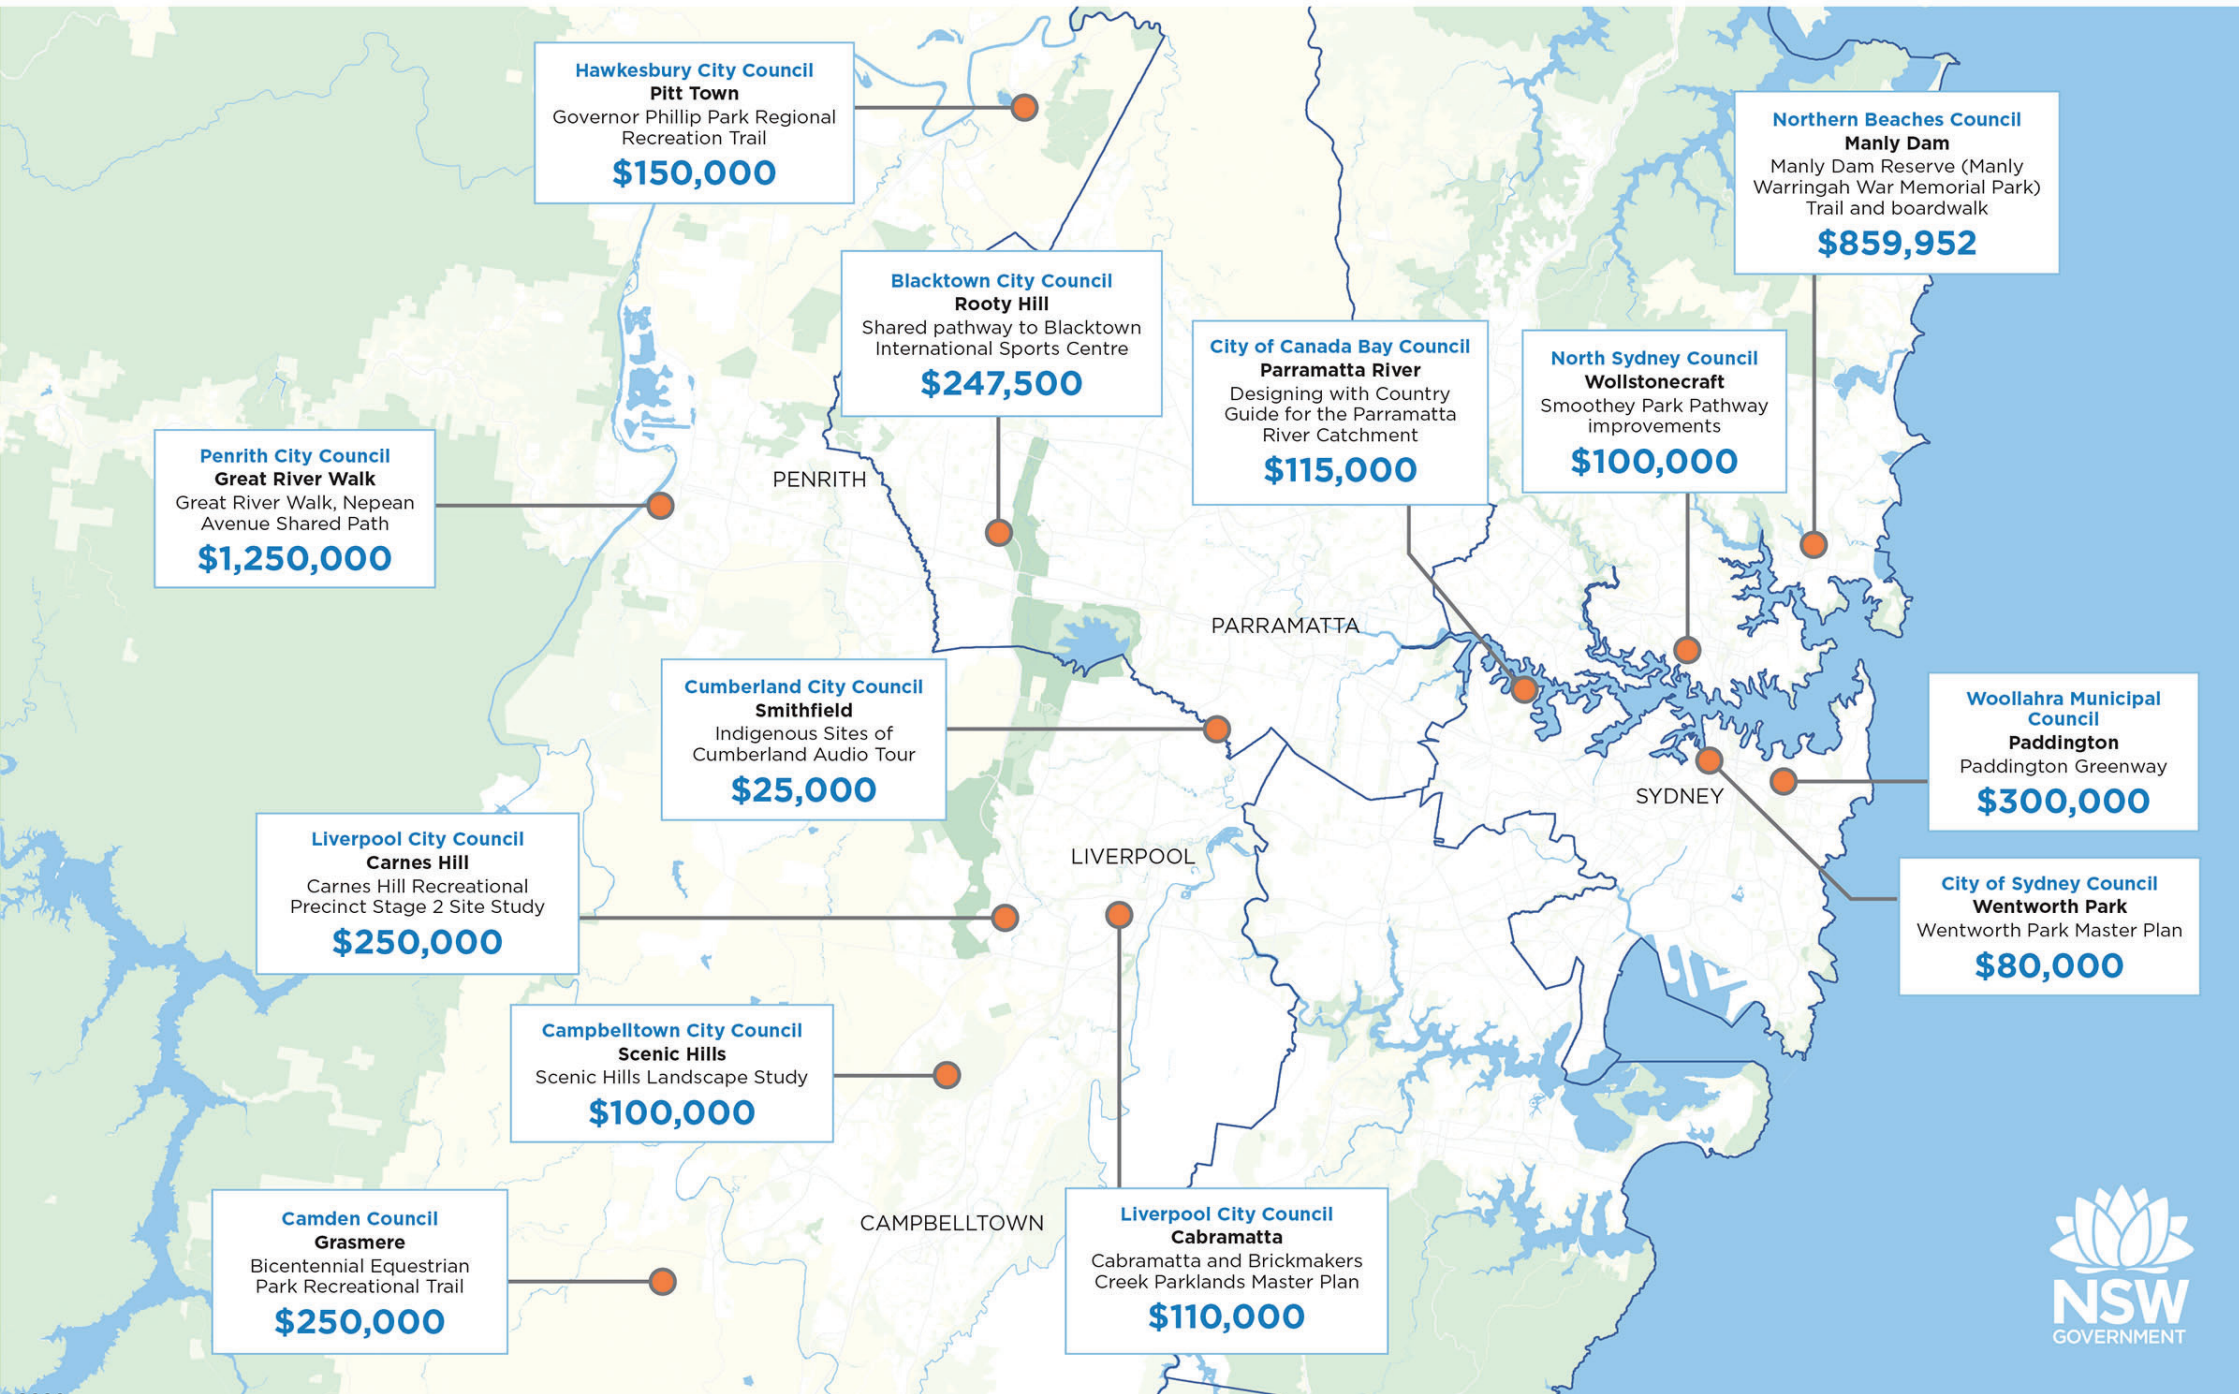 Hawkesbury City Council
Pitt Town
Governor Phillip Park Regional
Recreation Trail
$150,000
Northern Beaches Council
Manly Dam
Manly Dam Reserve (Manly
Warringah War Memorial Park)
Trail and boardwalk
$859,952
Blacktown City Council
Rooty Hill
Shared pathway to Blacktown
International Sports Centre
$247,500
City of Canada Bay Council
Parramatta River
Designing with Country
Guide for the Parramatta
River Catchment
$115,000
North Sydney Council
Wollstonecraft
Smoothey Park Pathway
improvements
$100,000
Penrith City Council
Great River Walk
Great River Walk, Nepean
Avenue Shared Path
$1,250,000
PENRITH
PARRAMATTA
Cumberland City Council
Smithfield
Indigenous Sites of
Cumberland Audio Tour
$25,000
Woollahra Municipal
Council
Paddington
Paddington Greenway
$300,000
SYDNEY
Liverpool City Council
Carnes Hill
Carnes Hill Recreational
Precinct Stage 2 Site Study
$250,000
LIVERPOOL
City of Sydney Council
Wentworth Park
Wentworth Park Master Plan
$80,000
Campbelltown City Council
Scenic Hills
Scenic Hills Landscape Study
$100,000
Camden Council
Grasmere
Bicentennial Equestrian
Park Recreational Trail
$250,000
CAMPBELLTOWN
Liverpool City Council
Cabramatta
Cabramatta and Brickmakers
Creek Parklands Master Plan
$110,000
NSW
GOVERNMENT